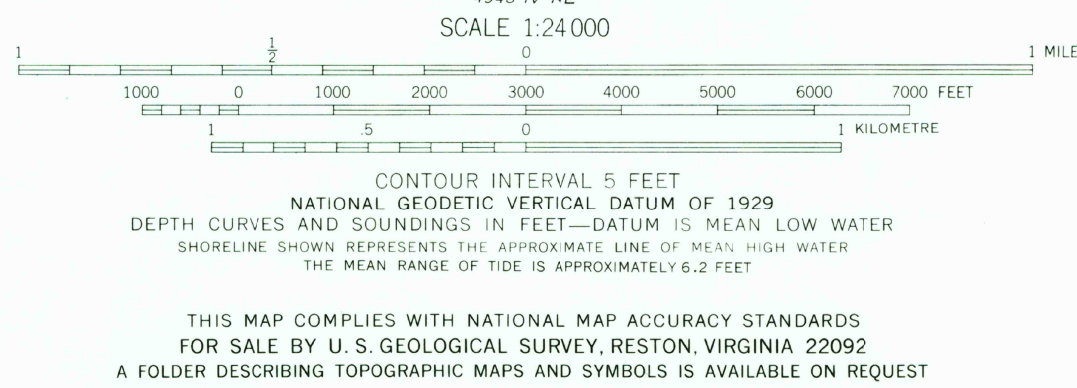 SCALE 1:24 000
1 1/2 0 1 MILE
1000 0 1000 2000 3000 4000 5000 6000 7000 FEET
1 .5 0 1 KILOMETRE
CONTOUR INTERVAL 5 FEET
NATIONAL GEODETIC VERTICAL DATUM OF 1929
DEPTH CURVES AND SOUNDINGS IN FEET—DATUM IS MEAN LOW WATER
SHORELINE SHOWN REPRESENTS THE APPROXIMATE LINE OF MEAN HIGH WATER
THE MEAN RANGE OF TIDE IS APPROXIMATELY 6.2 FEET
THIS MAP COMPLIES WITH NATIONAL MAP ACCURACY STANDARDS
FOR SALE BY U. S. GEOLOGICAL SURVEY, RESTON, VIRGINIA 22092
A FOLDER DESCRIBING TOPOGRAPHIC MAPS AND SYMBOLS IS AVAILABLE ON REQUEST